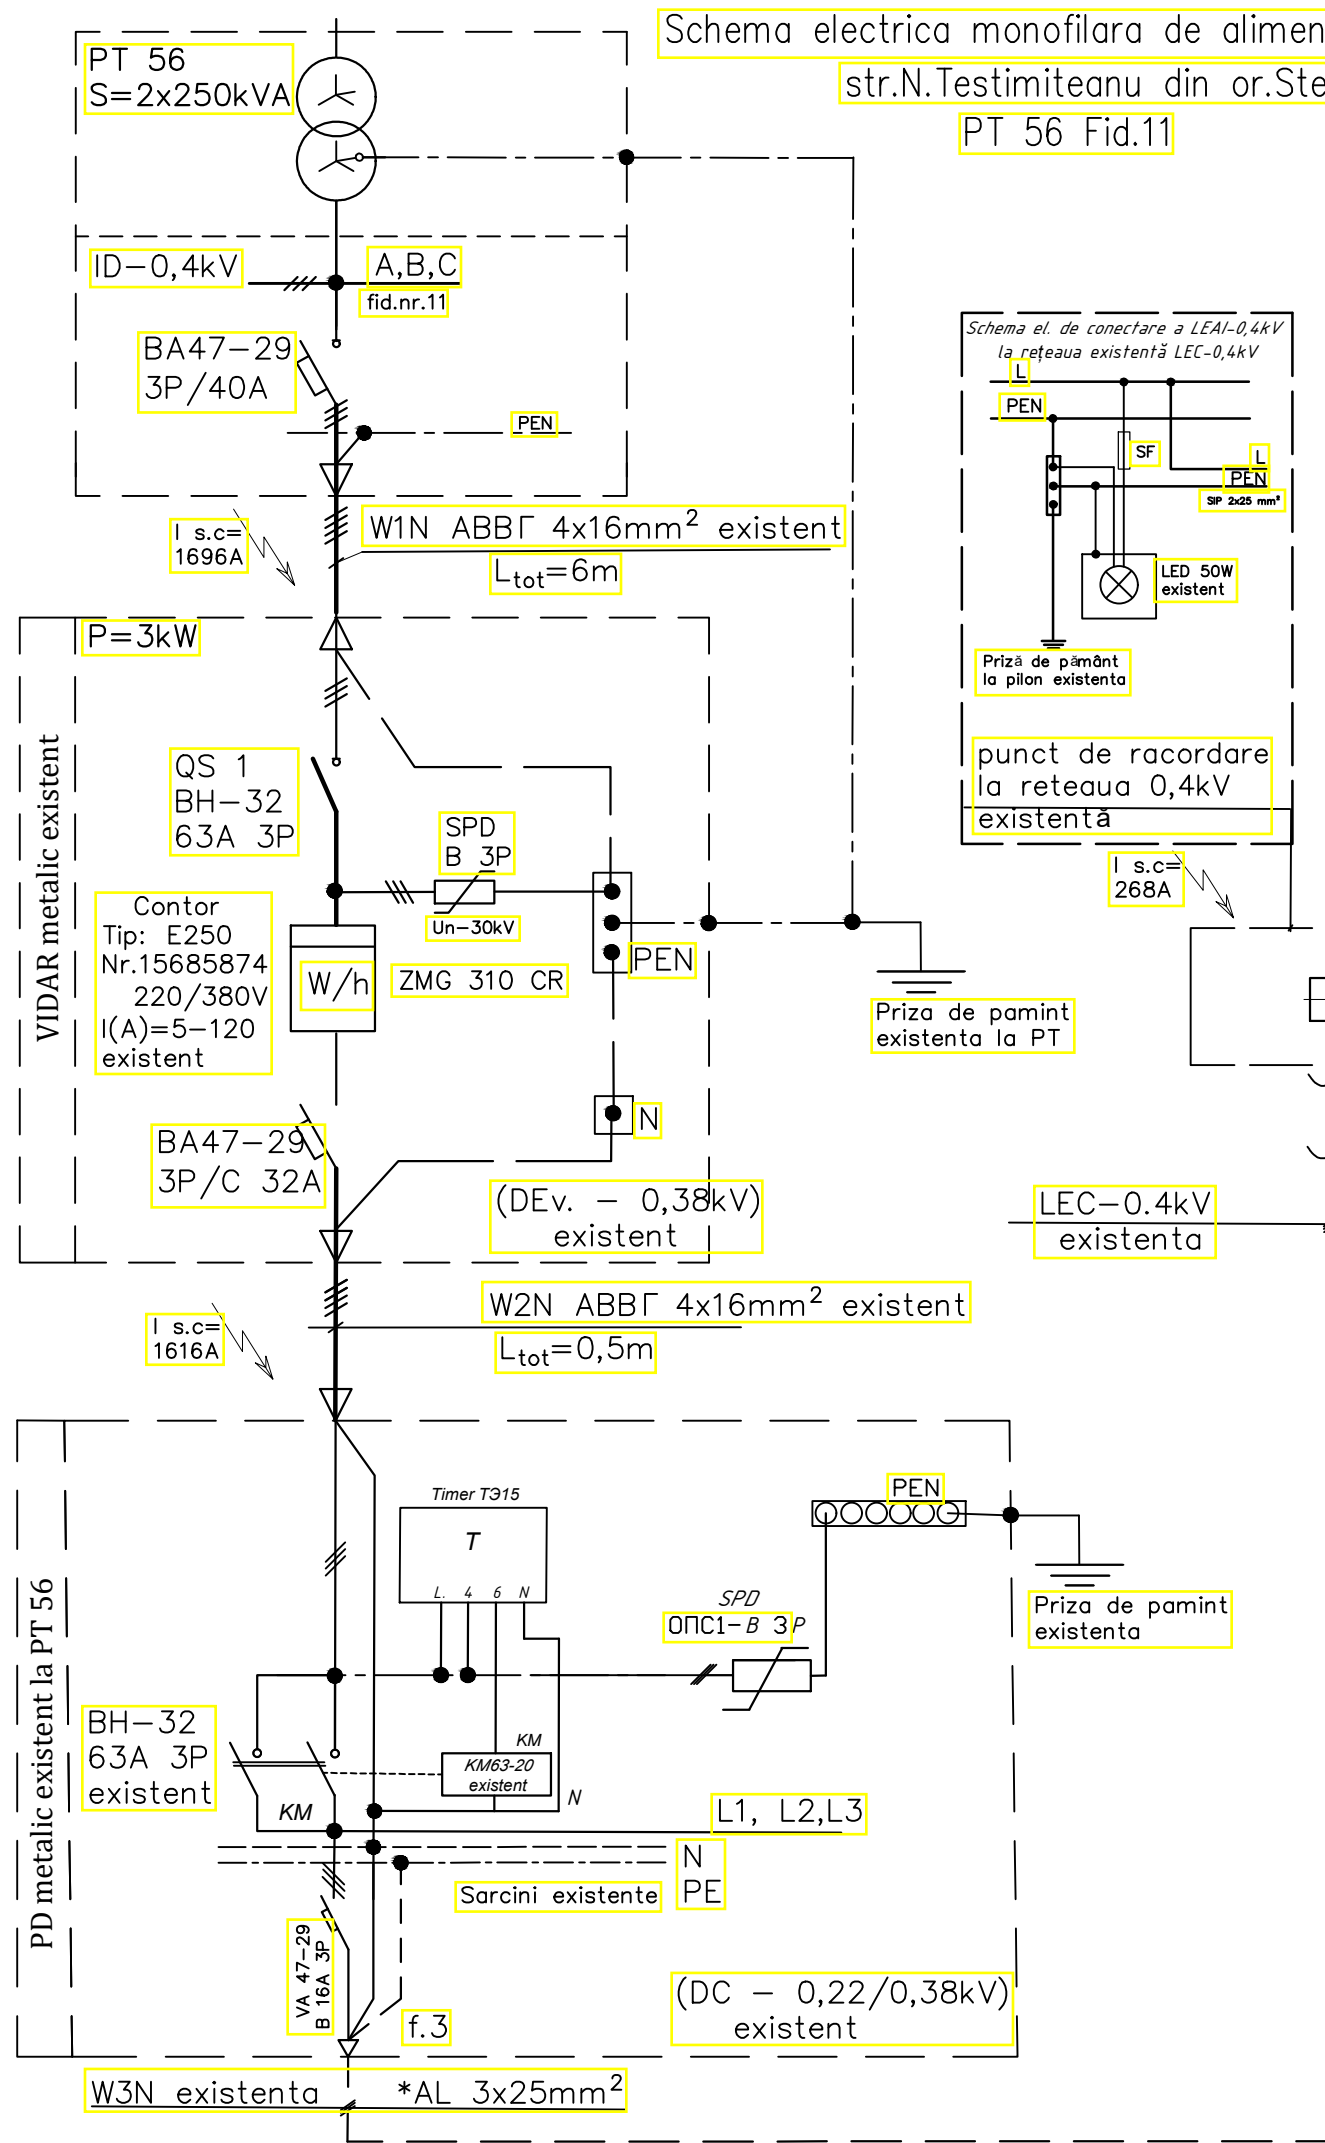 Schema electrica monofilara de alimen
str.N.Testimiteanu din or.Ste
PT 56 Fid.11
PT 56
S=2x250kVA
ID-0,4kV
A,B,C
fid.nr.11
BA47-29
3P/40A
PEN
I s.c=
1696A
W1N АВВГ 4x16mm² existent
Ltot=6m
Schema el. de conectare a LEAI-0,4kV
la rețeaua existentă LEC-0,4kV
L
PEN
SF
L
PEN
SIP 2x25 mm²
LED 50W
existent
Priză de pământ
la pilon existenta
punct de racordare
la reteaua 0,4kV
existentă
I s.c=
268A
VIDAR metalic existent
P=3kW
QS 1
BH-32
63A 3P
SPD
B 3P
Un-30kV
Contor
Tip: E250
Nr.15685874
220/380V
I(A)=5-120
existent
W/h
ZMG 310 CR
PEN
Priza de pamint
existenta la PT
N
BA47-29
3P/C 32A
(DEv. - 0,38kV)
existent
LEC-0.4kV
existenta
I s.c=
1616A
W2N АВВГ 4x16mm² existent
Ltot=0,5m
PD metalic existent la PT 56
Timer TЭ15
T
L. 4 6 N
PEN
Priza de pamint
existenta
SPD
ОПС1-B 3P
BH-32
63A 3P
existent
KM
KM
KM63-20
existent
N
L1, L2,L3
N
PE
Sarcini existente
VA 47-29
B 16A 3P
f.3
(DC - 0,22/0,38kV)
existent
W3N existenta *AL 3x25mm²